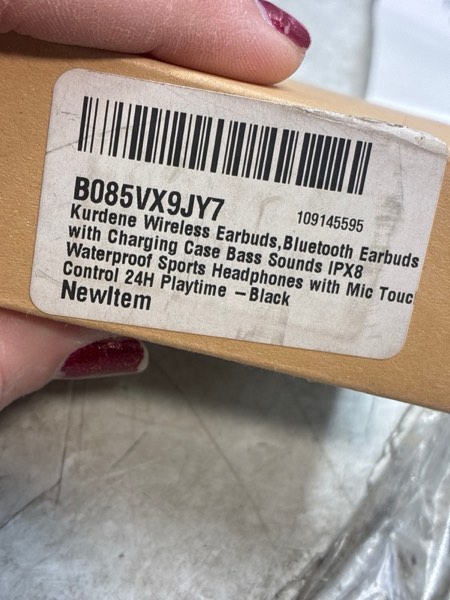 B085VX9JY7 109145595
Kurdene Wireless Earbuds,Bluetooth Earbuds
with Charging Case Bass Sounds IPX8
Waterproof Sports Headphones with Mic Touc
Control 24H Playtime –Black
NewItem